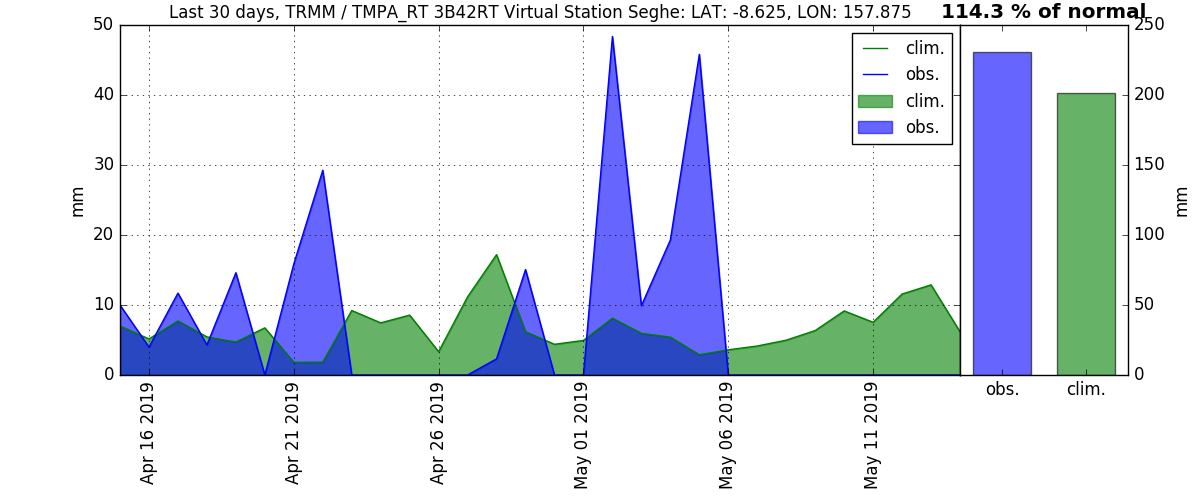 Last 30 days, TRMM / TMPA_RT 3B42RT Virtual Station Seghe: LAT: -8.625, LON: 157.875
114.3 % of normal
50
40
30
20
10
0
mm
clim.
obs.
clim.
obs.
250
200
150
100
50
0
mm
obs.
clim.
Apr 16 2019
Apr 21 2019
Apr 26 2019
May 01 2019
May 06 2019
May 11 2019